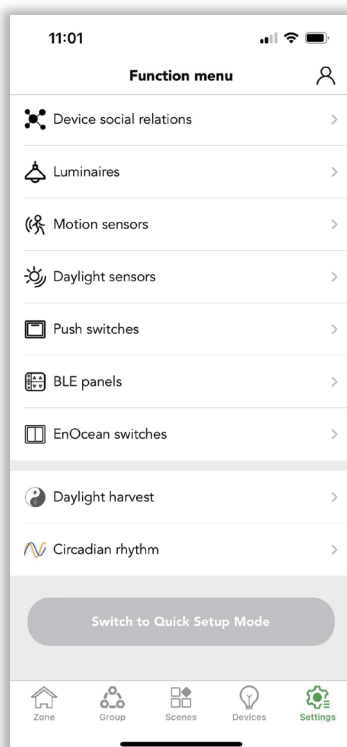 11:01
Function menu
Device social relations
Luminaires
Motion sensors
Daylight sensors
Push switches
BLE panels
EnOcean switches
Daylight harvest
Circadian rhythm
Switch to Quick Setup Mode
Zone Group Scenes Devices Settings